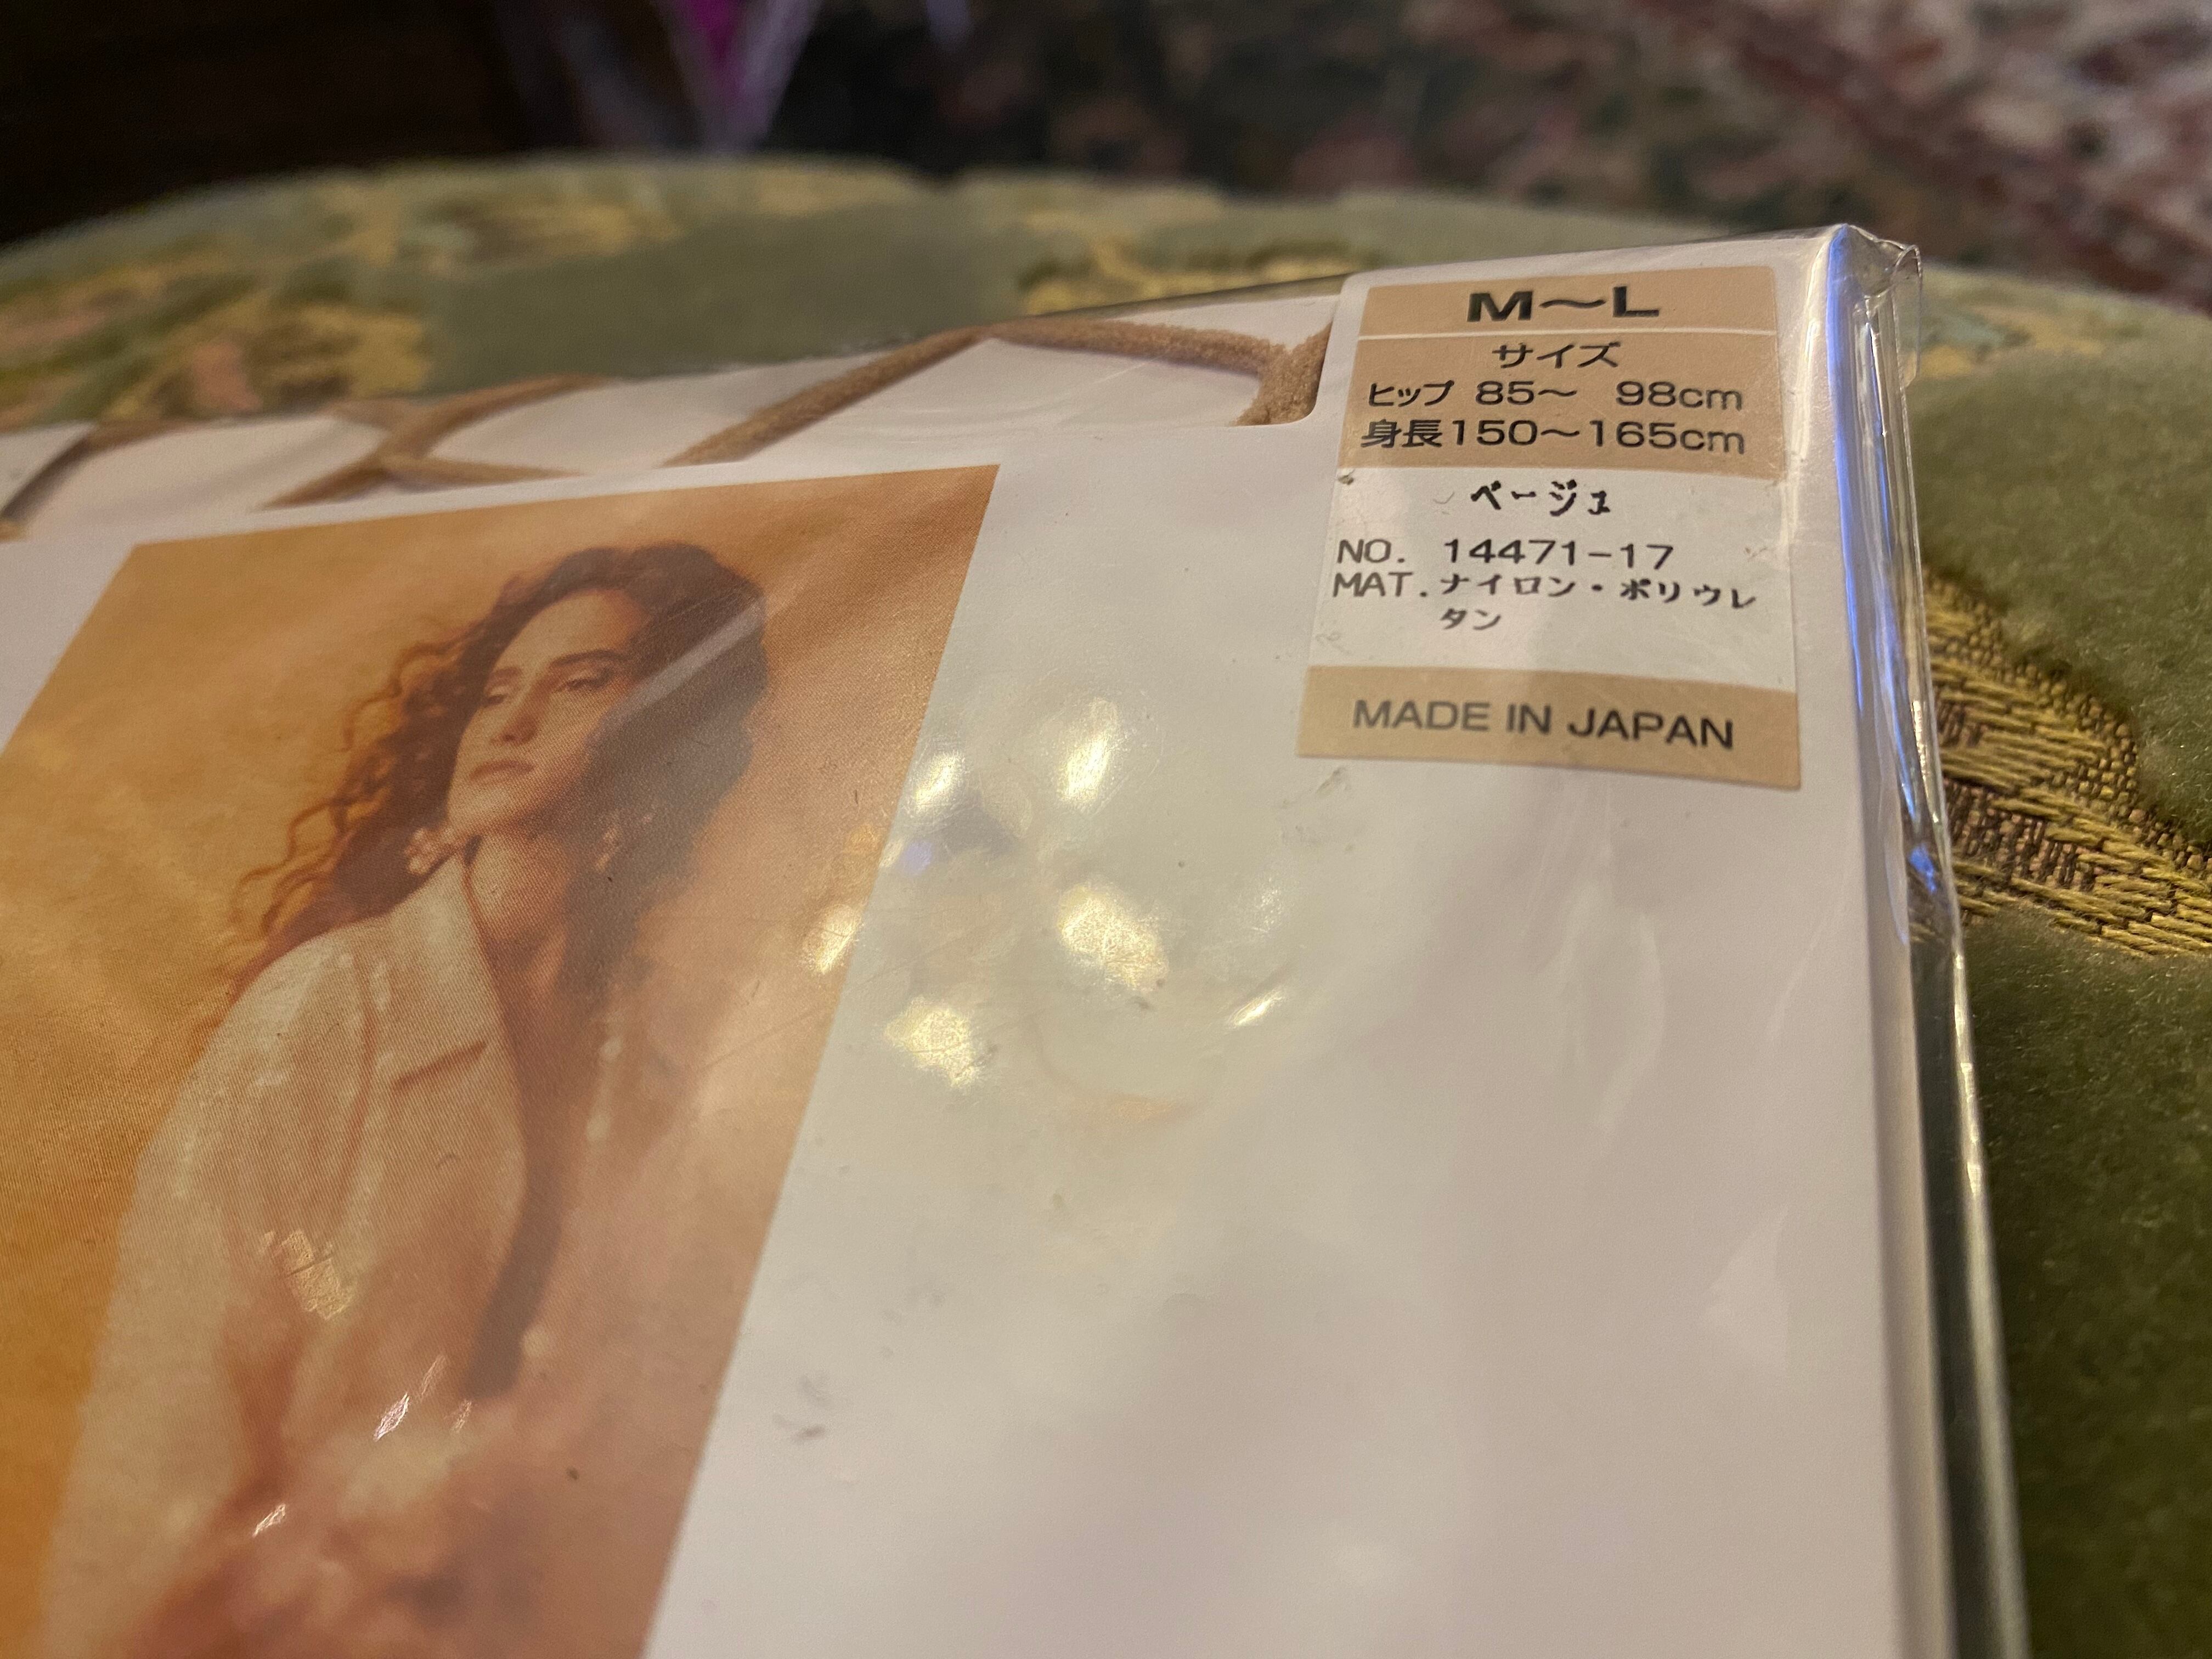 M〜L
サイズ
ヒップ 85〜 98cm
身長150〜165cm
ベージュ
NO. 14471-17
MAT.ナイロン・ポリウレ
タン
MADE IN JAPAN